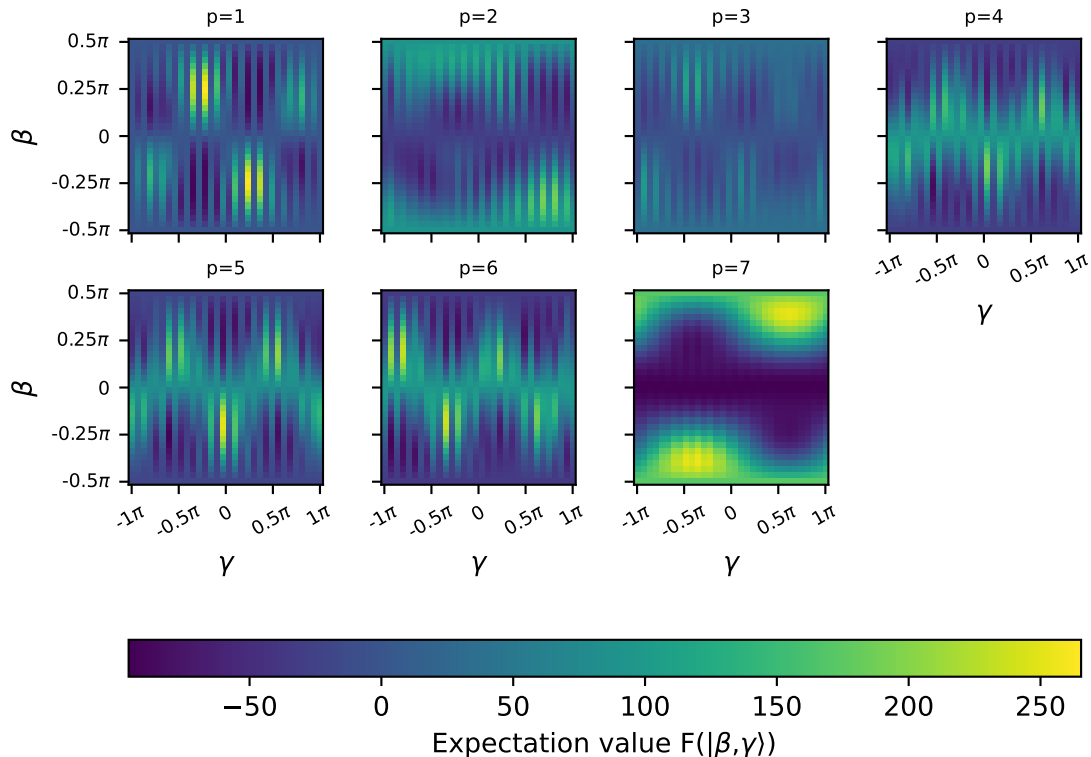 p=1 p=2 p=3 p=4
0.5π
0.25π
0
-0.25π
-0.5π
β
-1π -0.5π 0 0.5π 1π
γ
p=5 p=6 p=7
0.5π
0.25π
0
-0.25π
-0.5π
β
-1π -0.5π 0 0.5π 1π -1π -0.5π 0 0.5π 1π -1π -0.5π 0 0.5π 1π
γ γ γ
−50 0 50 100 150 200 250
Expectation value F(|β,γ⟩)